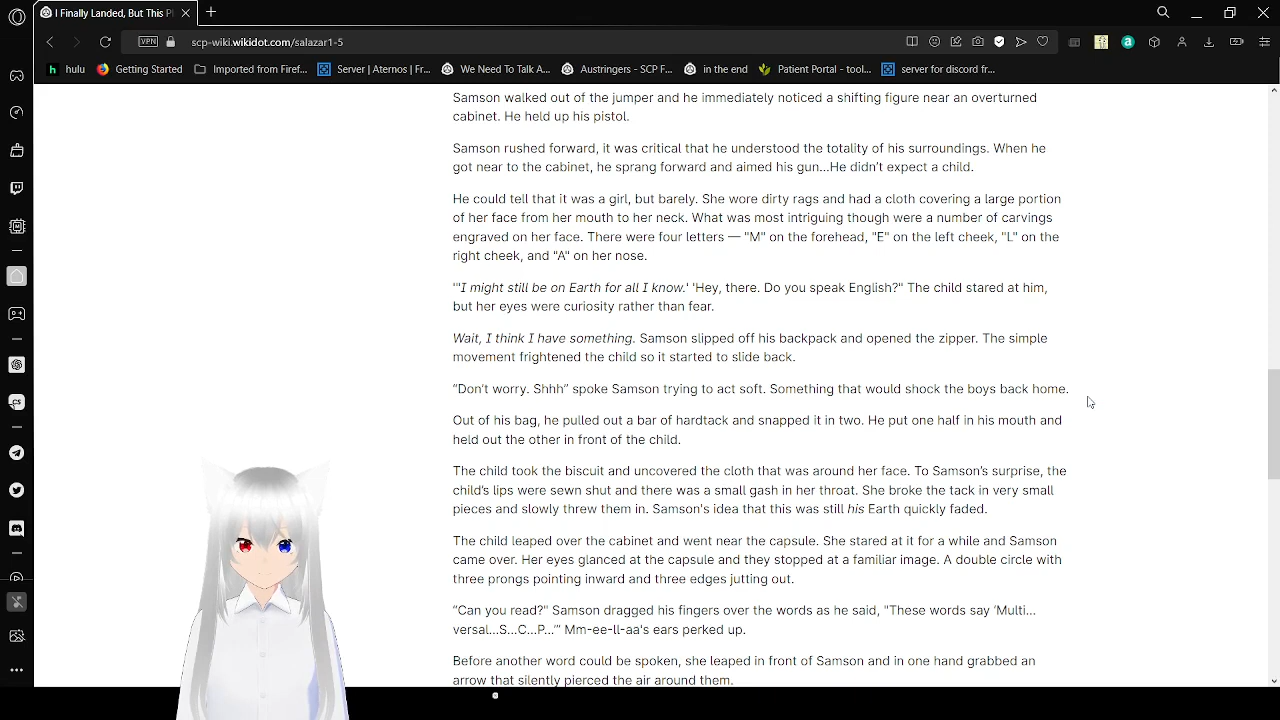 I Finally Landed, But This Pl
VPN
scp-wiki.wikidot.com/salazar1-5
h hulu
Getting Started
Imported from Firef...
Server | Aternos | Fr...
We Need To Talk A...
Austringers - SCP F...
in the end
Patient Portal - tool...
server for discord fr...
Samson walked out of the jumper and he immediately noticed a shifting figure near an overturned
cabinet. He held up his pistol.
Samson rushed forward, it was critical that he understood the totality of his surroundings. When he
got near to the cabinet, he sprang forward and aimed his gun…He didn’t expect a child.
He could tell that it was a girl, but barely. She wore dirty rags and had a cloth covering a large portion
of her face from her mouth to her neck. What was most intriguing though were a number of carvings
engraved on her face. There were four letters — "M" on the forehead, "E" on the left cheek, "L" on the
right cheek, and "A" on her nose.
"'I might still be on Earth for all I know.' 'Hey, there. Do you speak English?" The child stared at him,
but her eyes were curiosity rather than fear.
Wait, I think I have something. Samson slipped off his backpack and opened the zipper. The simple
movement frightened the child so it started to slide back.
“Don’t worry. Shhh” spoke Samson trying to act soft. Something that would shock the boys back home.
Out of his bag, he pulled out a bar of hardtack and snapped it in two. He put one half in his mouth and
held out the other in front of the child.
The child took the biscuit and uncovered the cloth that was around her face. To Samson’s surprise, the
child’s lips were sewn shut and there was a small gash in her throat. She broke the tack in very small
pieces and slowly threw them in. Samson's idea that this was still his Earth quickly faded.
The child leaped over the cabinet and went near the capsule. She stared at it for a while and Samson
came over. Her eyes glanced at the capsule and they stopped at a familiar image. A double circle with
three prongs pointing inward and three edges jutting out.
“Can you read?" Samson dragged his fingers over the words as he said, "These words say ‘Multi…
versal…S…C…P…’” Mm-ee-ll-aa's ears perked up.
Before another word could be spoken, she leaped in front of Samson and in one hand grabbed an
arrow that silently pierced the air around them.